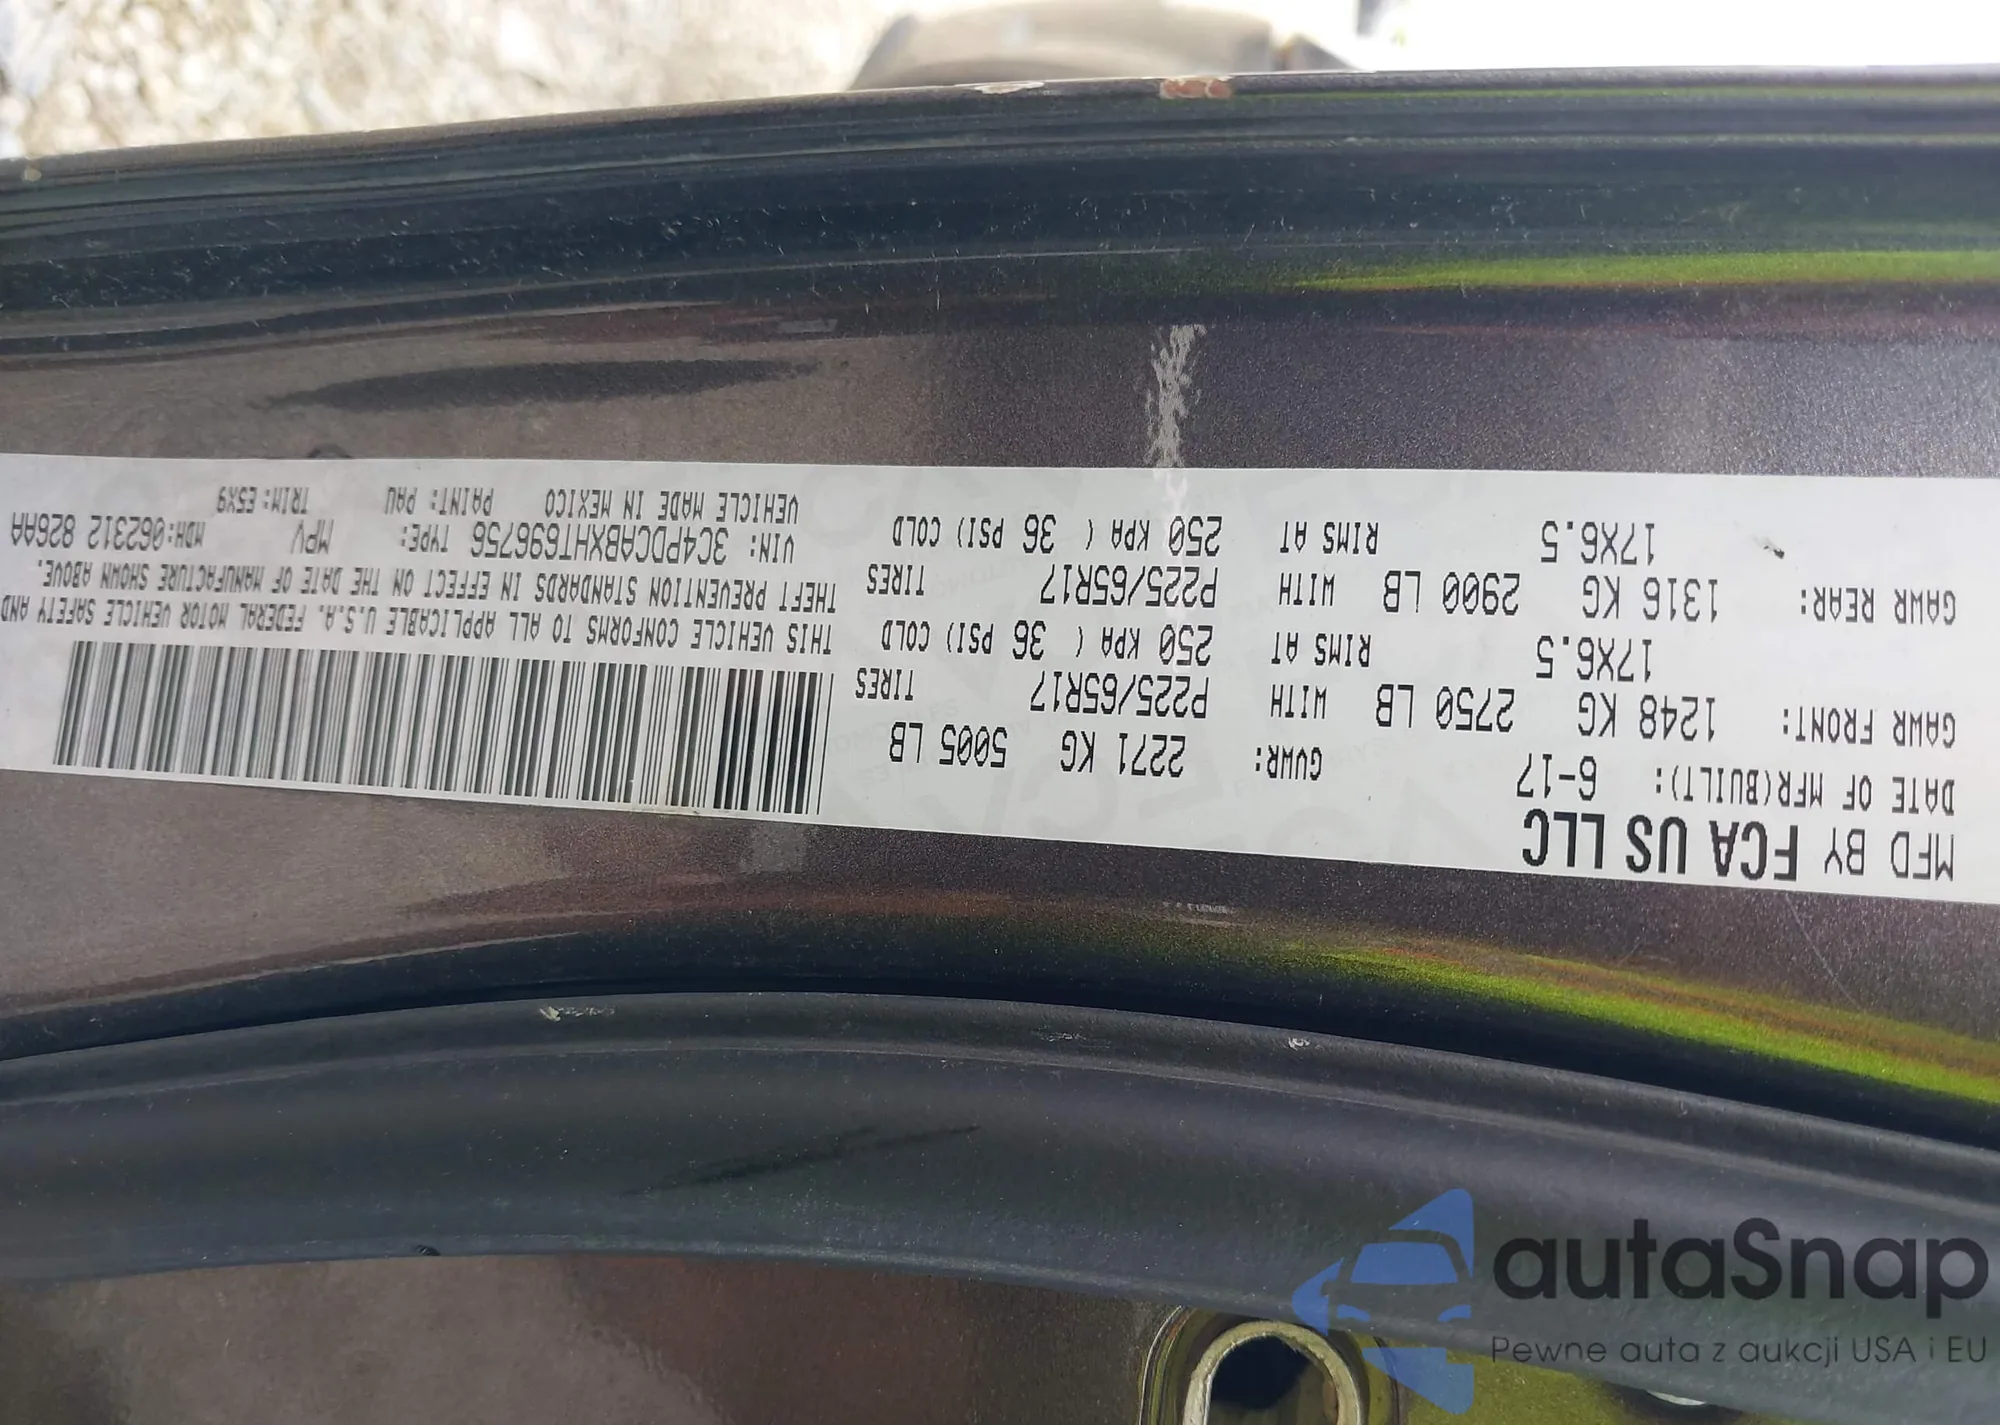 MFD BY FCA US LLC
DATE OF MFR(BUILT): 6-17
GVWR: 2271 KG 5005 LB
GAWR FRONT: 1248 KG 2750 LB WITH P225/65R17 TIRES
17X6.5 RIMS AT 250 KPA ( 36 PSI) COLD
GAWR REAR: 1316 KG 2900 LB WITH P225/65R17 TIRES
17X6.5 RIMS AT 250 KPA ( 36 PSI) COLD
THIS VEHICLE CONFORMS TO ALL APPLICABLE U.S.A. FEDERAL MOTOR VEHICLE SAFETY AND
THEFT PREVENTION STANDARDS IN EFFECT ON THE DATE OF MANUFACTURE SHOWN ABOVE.
VIN: 3C4PDCABXHT696756 TYPE: MPV MDH:062312 826AA
VEHICLE MADE IN MEXICO PAINT: PAU TRIM: E5X9
autaSnap
Pewne auta z aukcji USA i EU